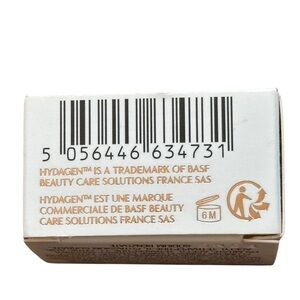 5 056446 634731
HYDAGEN™ IS A TRADEMARK OF BASF
BEAUTY CARE SOLUTIONS FRANCE SAS
HYDAGEN™ EST UNE MARQUE
COMMERCIALE DE BASF BEAUTY
CARE SOLUTIONS FRANCE SAS
6M